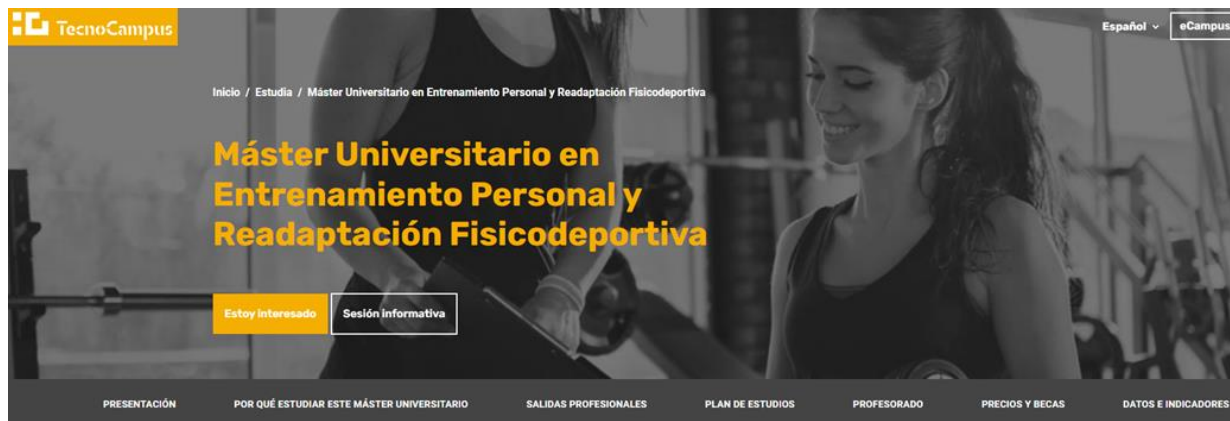 TecnoCampus
Español
eCampus
Inicio / Estudia / Máster Universitario en Entrenamiento Personal y Readaptación Fisicodeportiva
Máster Universitario en
Entrenamiento Personal y
Readaptación Fisicodeportiva
Estoy interesado
Sesión informativa
PRESENTACIÓN
POR QUÉ ESTUDIAR ESTE MÁSTER UNIVERSITARIO
SALIDAS PROFESIONALES
PLAN DE ESTUDIOS
PROFESORADO
PRECIOS Y BECAS
DATOS E INDICADORES